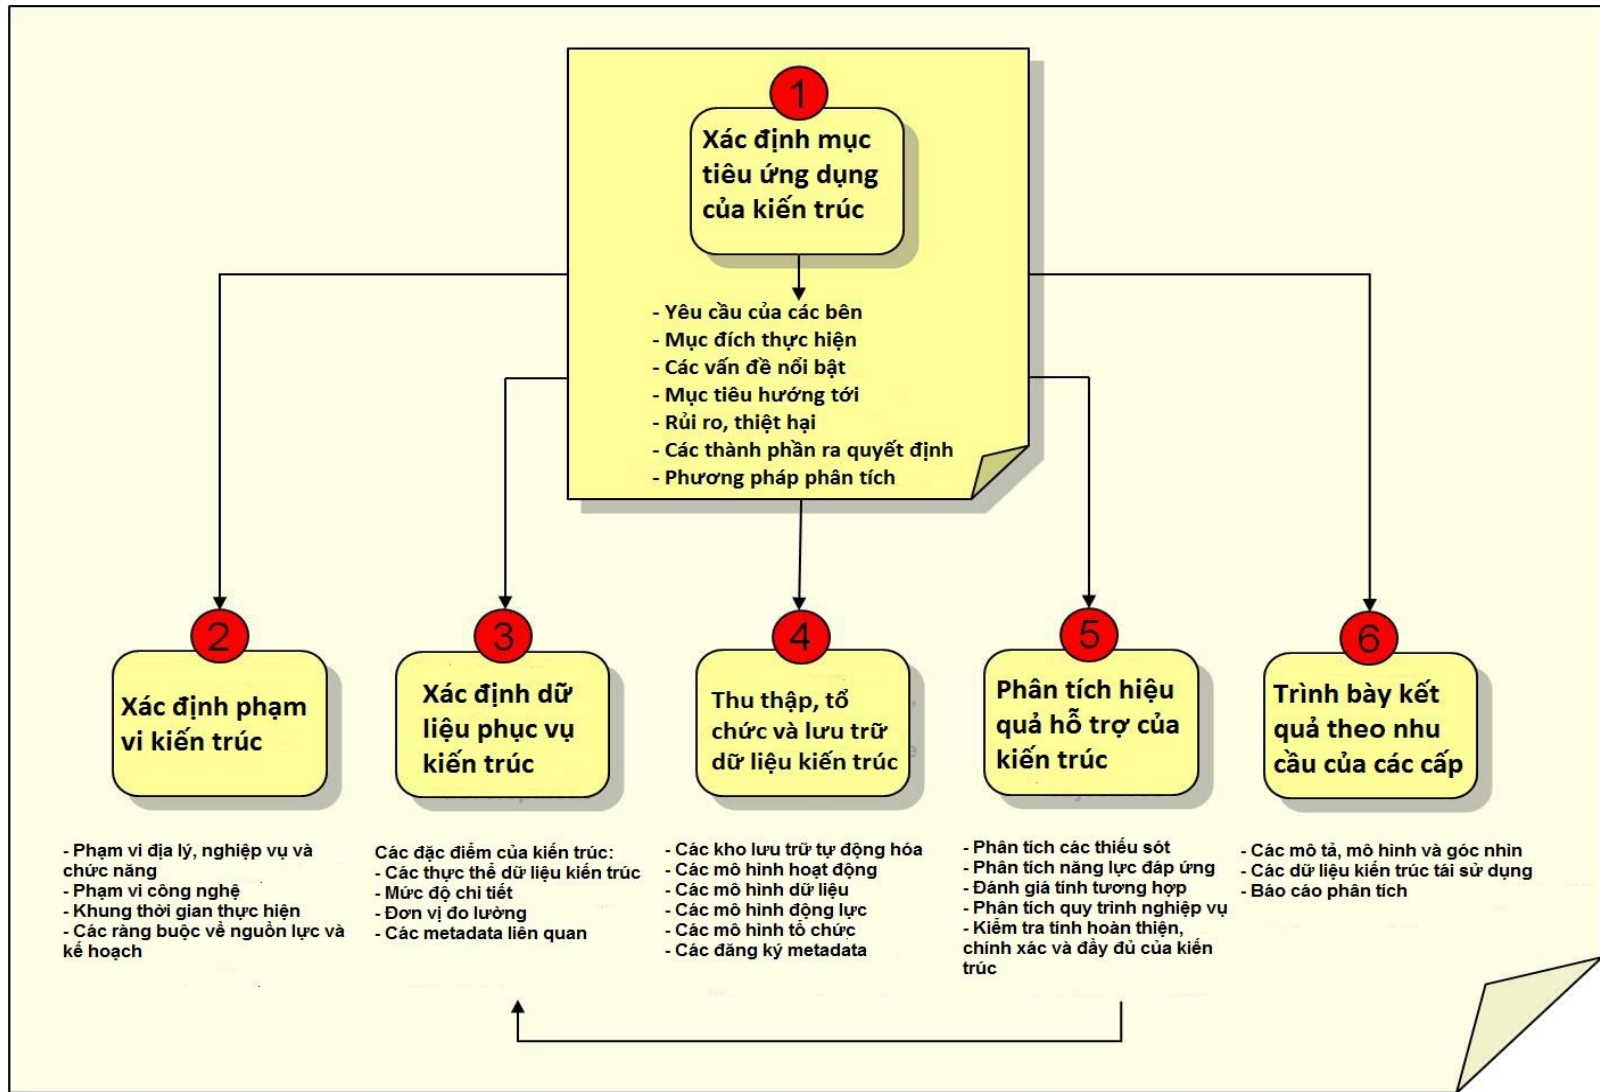 1
Xác định mục
tiêu ứng dụng
của kiến trúc
- Yêu cầu của các bên
- Mục đích thực hiện
- Các vấn đề nổi bật
- Mục tiêu hướng tới
- Rủi ro, thiệt hại
- Các thành phần ra quyết định
- Phương pháp phân tích
2
Xác định phạm
vi kiến trúc
- Phạm vi địa lý, nghiệp vụ và
chức năng
- Phạm vi công nghệ
- Khung thời gian thực hiện
- Các ràng buộc về nguồn lực và
kế hoạch
3
Xác định dữ
liệu phục vụ
kiến trúc
Các đặc điểm của kiến trúc:
- Các thực thể dữ liệu kiến trúc
- Mức độ chi tiết
- Đơn vị đo lường
- Các metadata liên quan
4
Thu thập, tổ
chức và lưu trữ
dữ liệu kiến trúc
- Các kho lưu trữ tự động hóa
- Các mô hình hoạt động
- Các mô hình dữ liệu
- Các mô hình động lực
- Các mô hình tổ chức
- Các đăng ký metadata
5
Phân tích hiệu
quả hỗ trợ của
kiến trúc
- Phân tích các thiếu sót
- Phân tích năng lực đáp ứng
- Đánh giá tính tương hợp
- Phân tích quy trình nghiệp vụ
- Kiểm tra tính hoàn thiện,
chính xác và đầy đủ của kiến
trúc
6
Trình bày kết
quả theo nhu
cầu của các cấp
- Các mô tả, mô hình và góc nhìn
- Các dữ liệu kiến trúc tái sử dụng
- Báo cáo phân tích